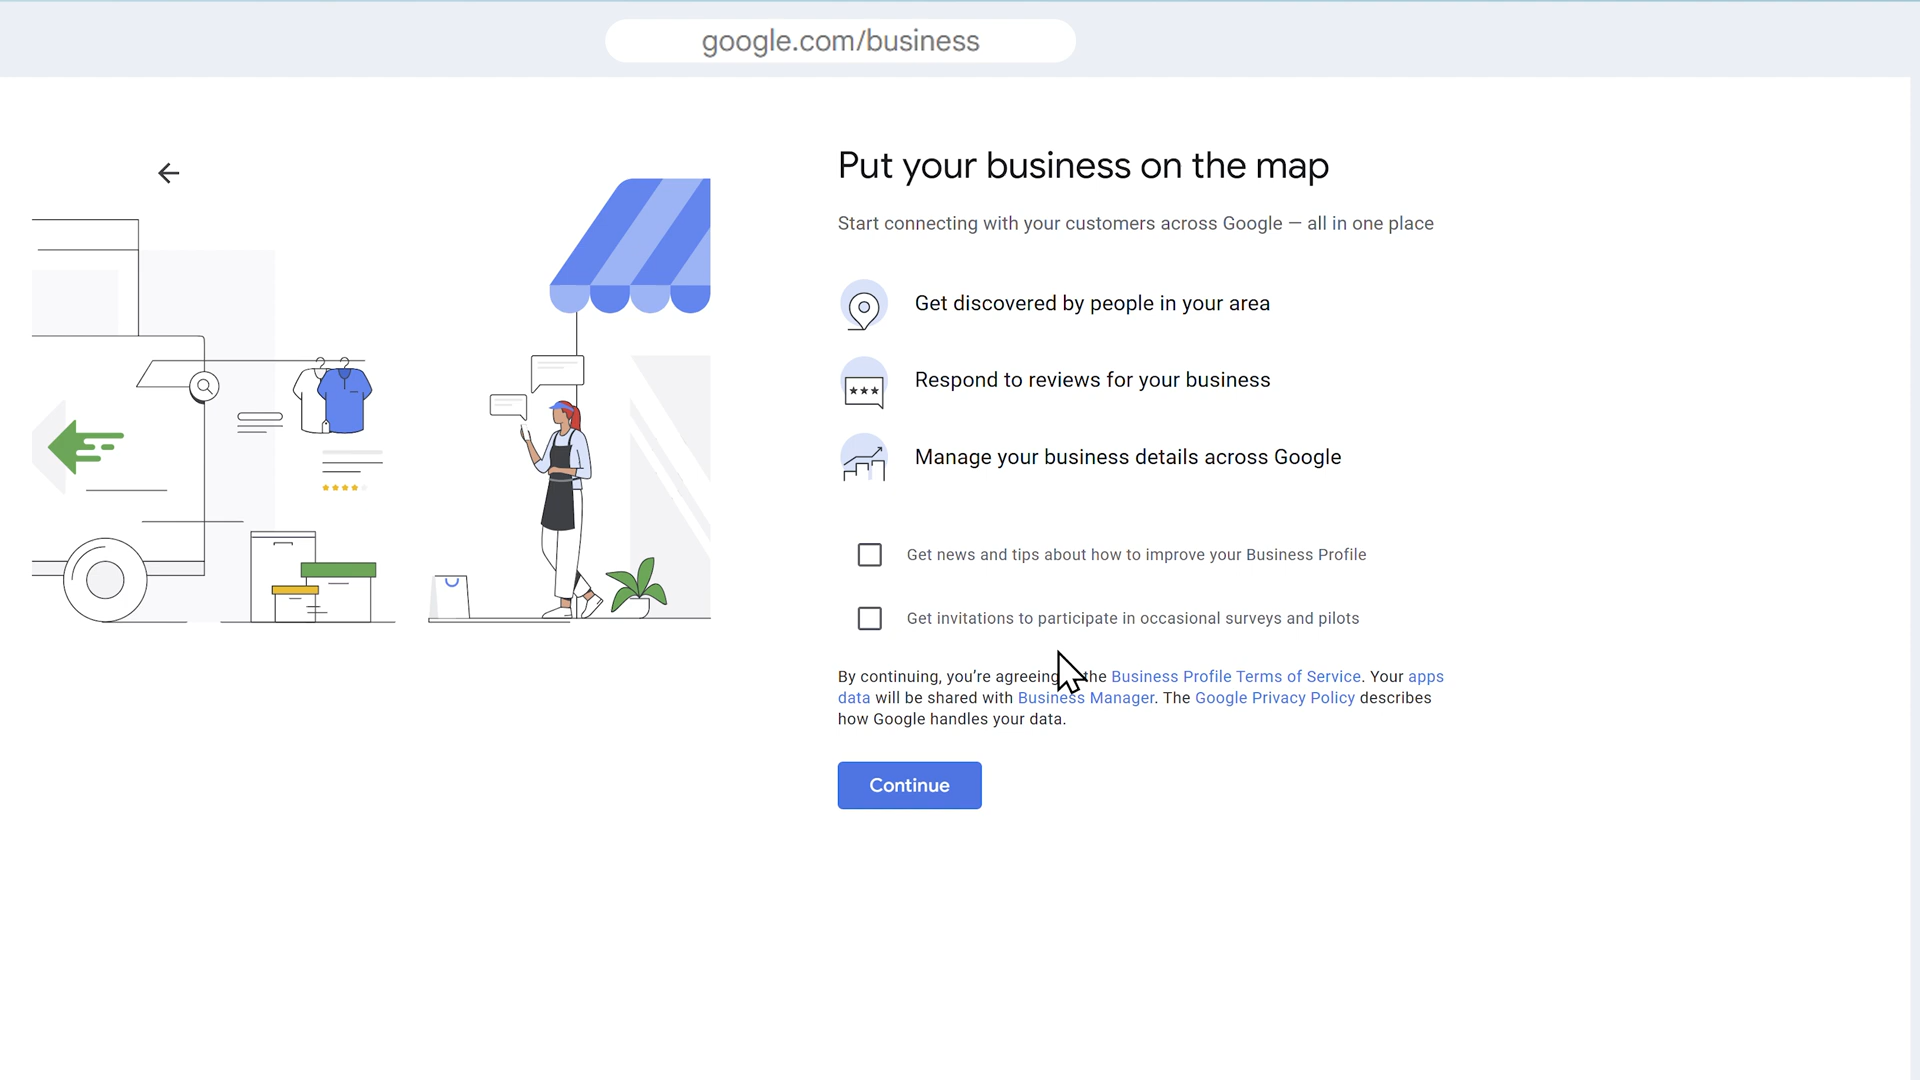 google.com/business
Put your business on the map
Start connecting with your customers across Google — all in one place
Get discovered by people in your area
Respond to reviews for your business
Manage your business details across Google
Get news and tips about how to improve your Business Profile
Get invitations to participate in occasional surveys and pilots
By continuing, you're agreeing the Business Profile Terms of Service. Your apps
data will be shared with Business Manager. The Google Privacy Policy describes
how Google handles your data.
Continue